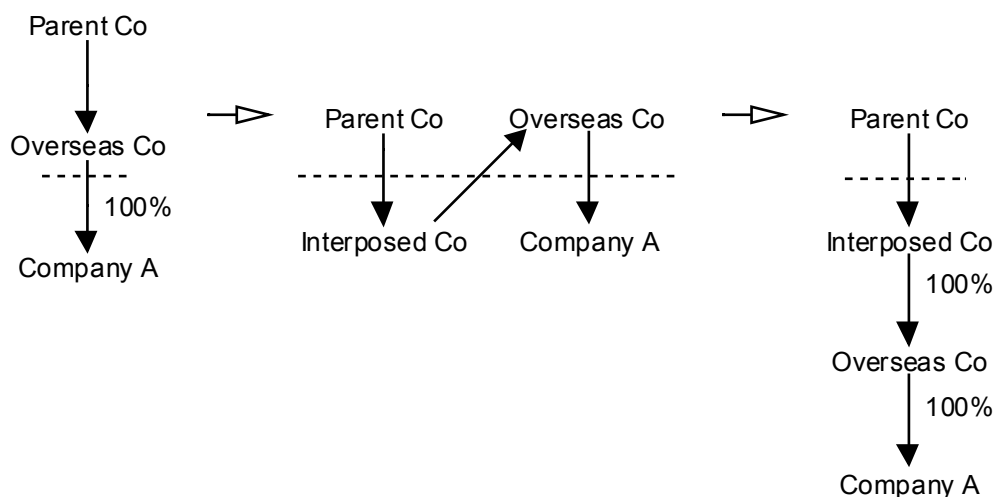 Parent Co
Overseas Co
100%
Company A
Parent Co
Overseas Co
Interposed Co
Company A
Parent Co
Interposed Co
100%
Overseas Co
100%
Company A